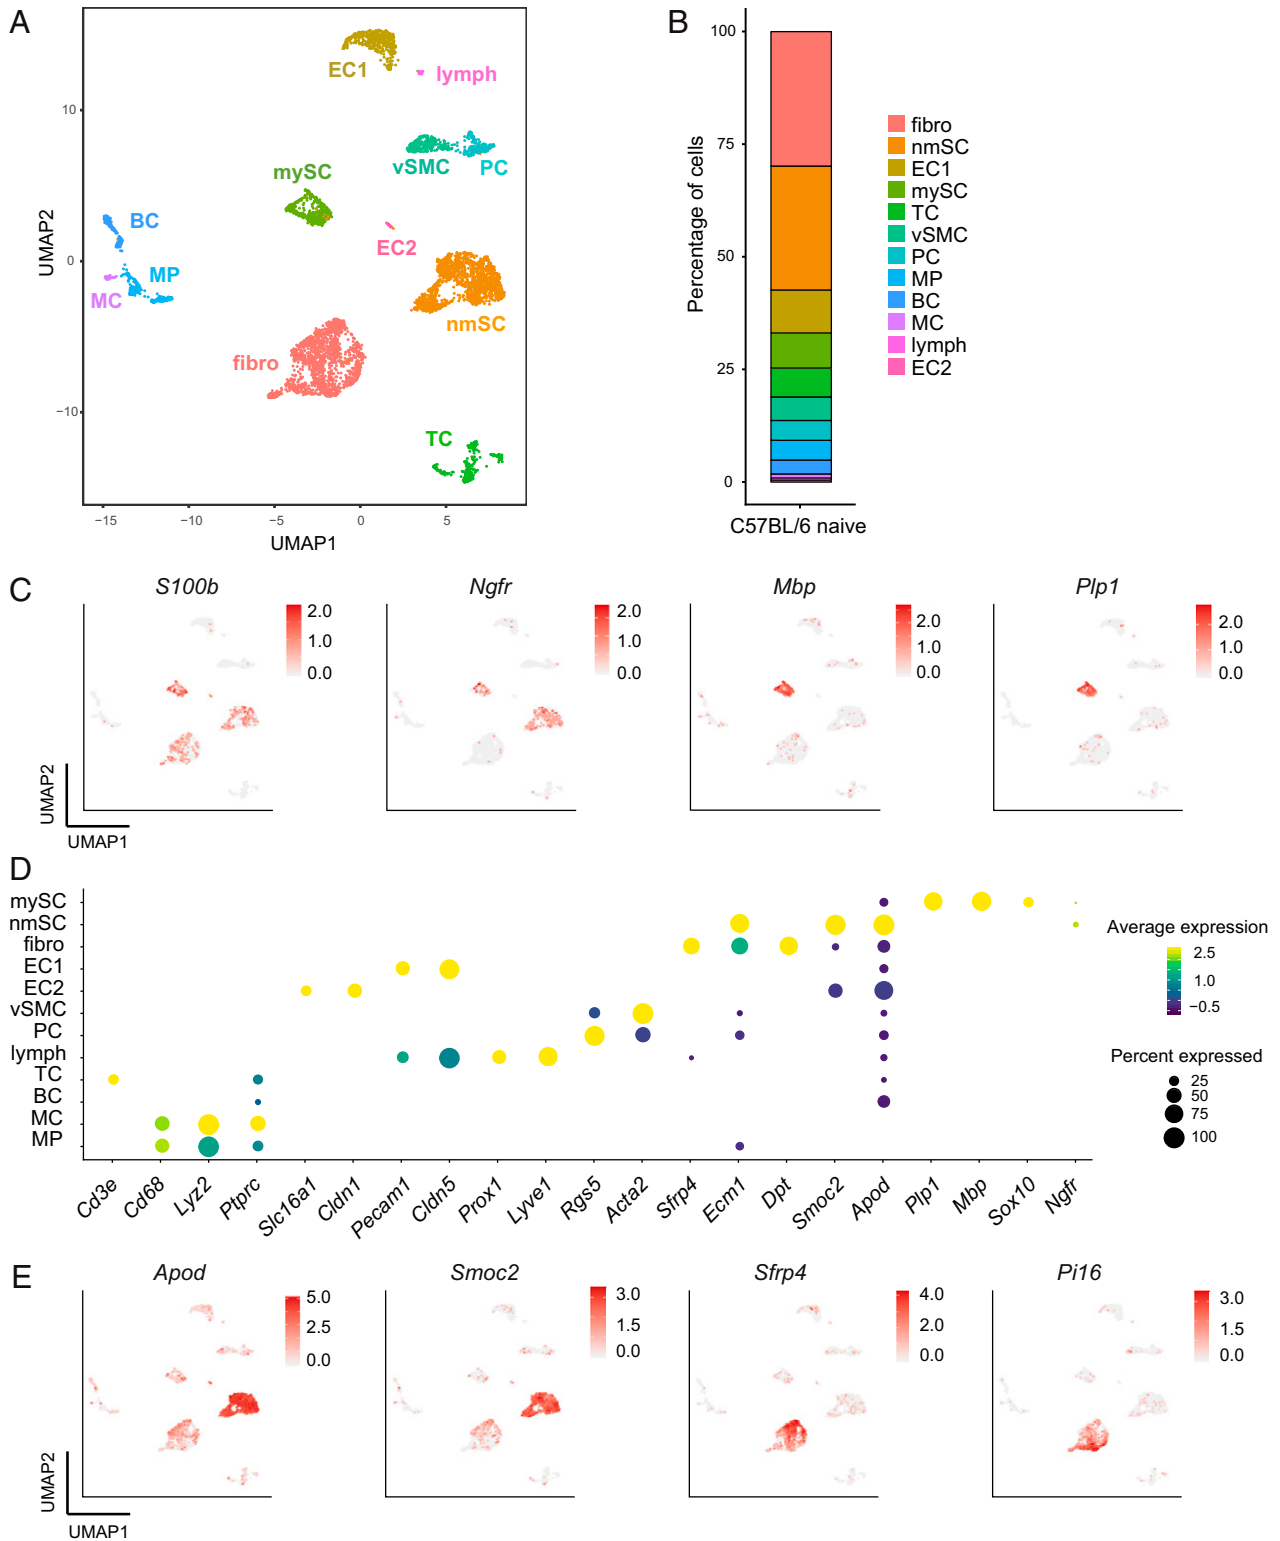 A
EC1
lymph
vSMC
PC
mySC
EC2
BC
MP
MC
nmSC
fibro
TC
10
0
−10
−15
−10
−5
0
5
UMAP2
UMAP1
B
100
75
50
25
0
Percentage of cells
C57BL/6 naive
fibro
nmSC
EC1
mySC
TC
vSMC
PC
MP
BC
MC
lymph
EC2
C
S100b
2.0
1.0
0.0
Ngfr
2.0
1.0
0.0
Mbp
2.0
1.0
0.0
Plp1
2.0
1.0
0.0
UMAP2
UMAP1
D
mySC
nmSC
fibro
EC1
EC2
vSMC
PC
lymph
TC
BC
MC
MP
Cd3e
Cd68
Lyz2
Ptprc
Slc16a1
Cldn1
Pecam1
Cldn5
Prox1
Lyve1
Rgs5
Acta2
Sfrp4
Ecm1
Dpt
Smoc2
Apod
Plp1
Mbp
Sox10
Ngfr
Average expression
2.5
1.0
−0.5
Percent expressed
25
50
75
100
E
Apod
5.0
2.5
0.0
Smoc2
3.0
1.5
0.0
Sfrp4
4.0
2.0
0.0
Pi16
3.0
1.5
0.0
UMAP2
UMAP1